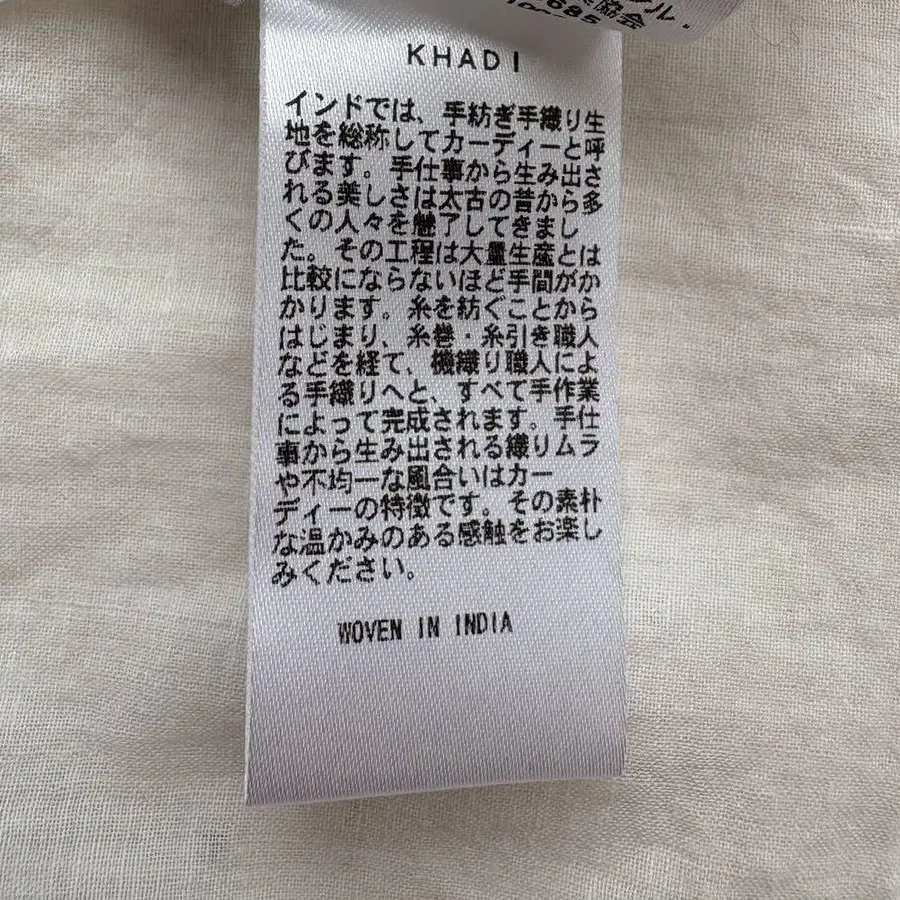 協会
685
KHADI
インドでは、手紡ぎ手織り生
地を総称してカーディーと呼
びます。手仕事から生み出さ
れる美しさは太古の昔から多
くの人々を魅了してきまし
た。その工程は大量生産とは
比較にならないほど手間がか
かります。糸を紡ぐことから
はじまり、糸巻・糸引き職人
などを経て、機織り職人によ
る手織りへと、すべて手作業
によって完成されます。手仕
事から生み出される織りムラ
や不均一な風合いはカー
ディーの特徴です。その素朴
な温かみのある感触をお楽し
みください。
WOVEN IN INDIA